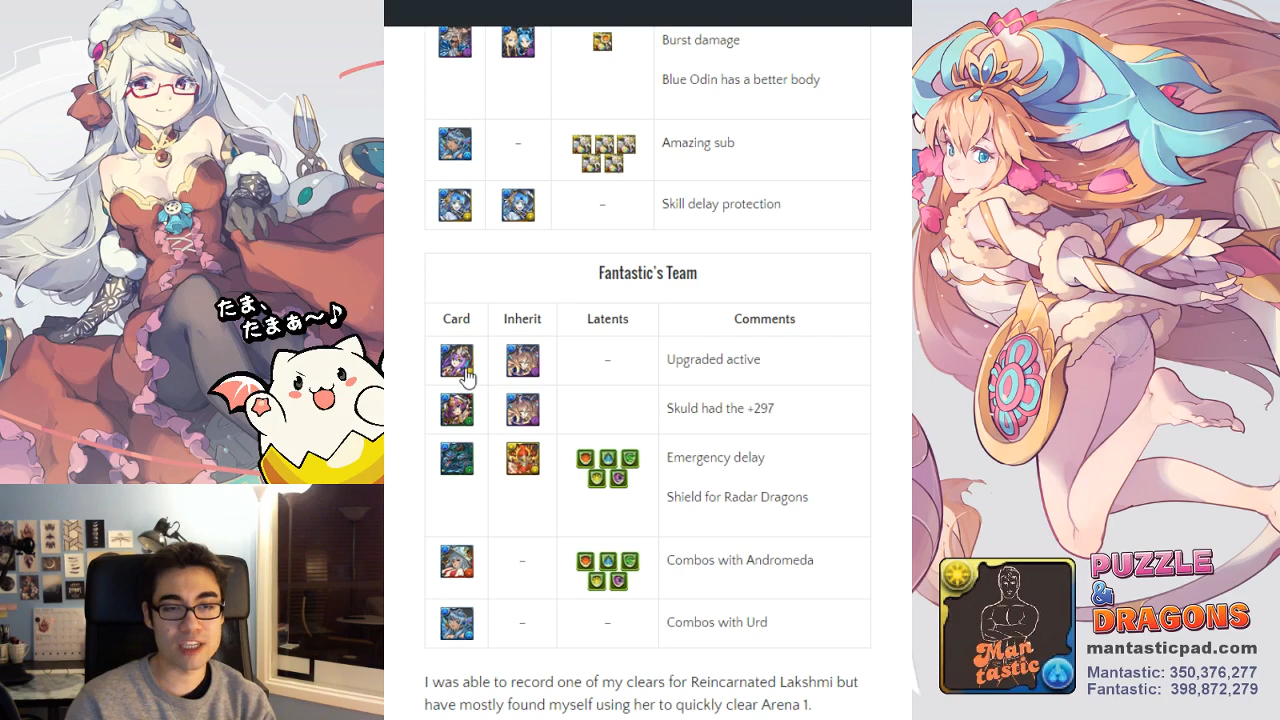 Burst damage
Blue Odin has a better body
– Amazing sub
– Skill delay protection
Fantastic's Team
Card Inherit Latents Comments
– Upgraded active
Skuld had the +297
Emergency delay
Shield for Radar Dragons
– Combos with Andromeda
– – Combos with Urd
I was able to record one of my clears for Reincarnated Lakshmi but
have mostly found myself using her to quickly clear Arena 1.
たま、
たまぁ〜♪
Man
tastic
PUZZLE
&
DRAGONS
mantasticpad.com
Mantastic: 350,376,277
Fantastic: 398,872,279